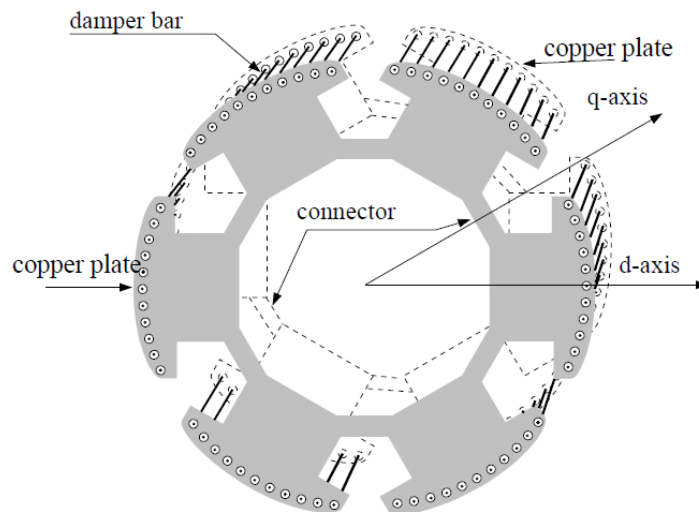 damper bar
copper plate
q-axis
connector
copper plate
d-axis